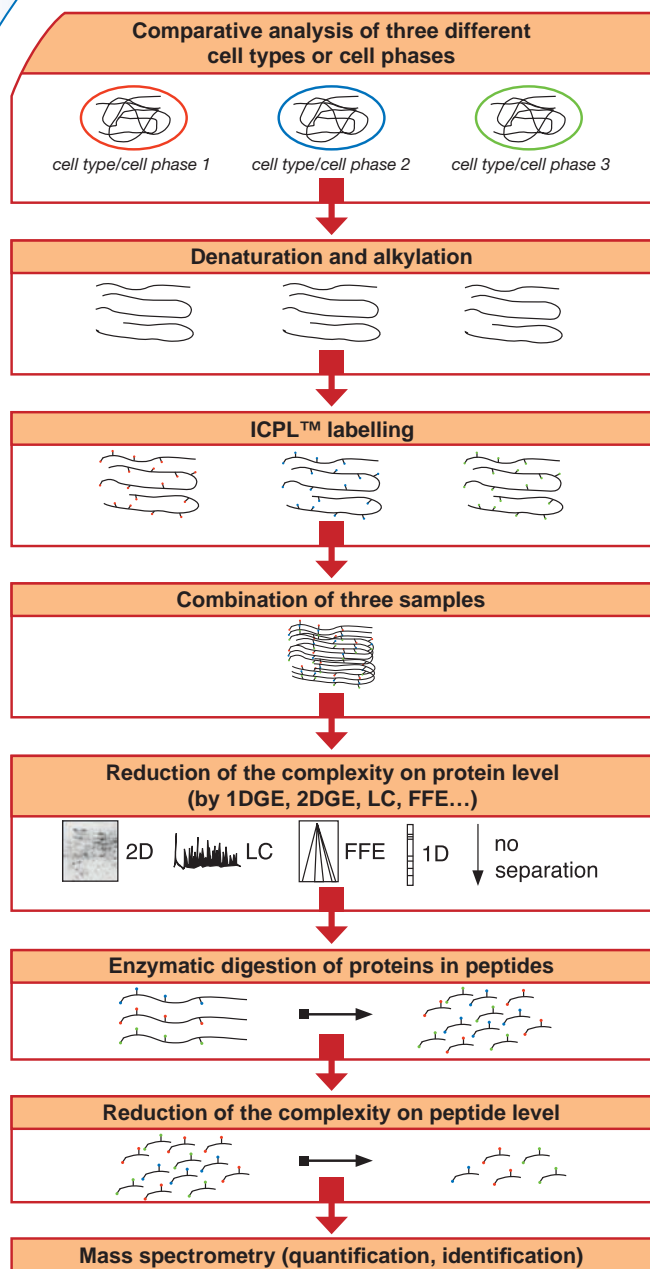 Comparative analysis of three different
cell types or cell phases
cell type/cell phase 1 cell type/cell phase 2 cell type/cell phase 3
Denaturation and alkylation
ICPL™ labelling
Combination of three samples
Reduction of the complexity on protein level
(by 1DGE, 2DGE, LC, FFE…)
2D LC FFE 1D no
separation
Enzymatic digestion of proteins in peptides
Reduction of the complexity on peptide level
Mass spectrometry (quantification, identification)